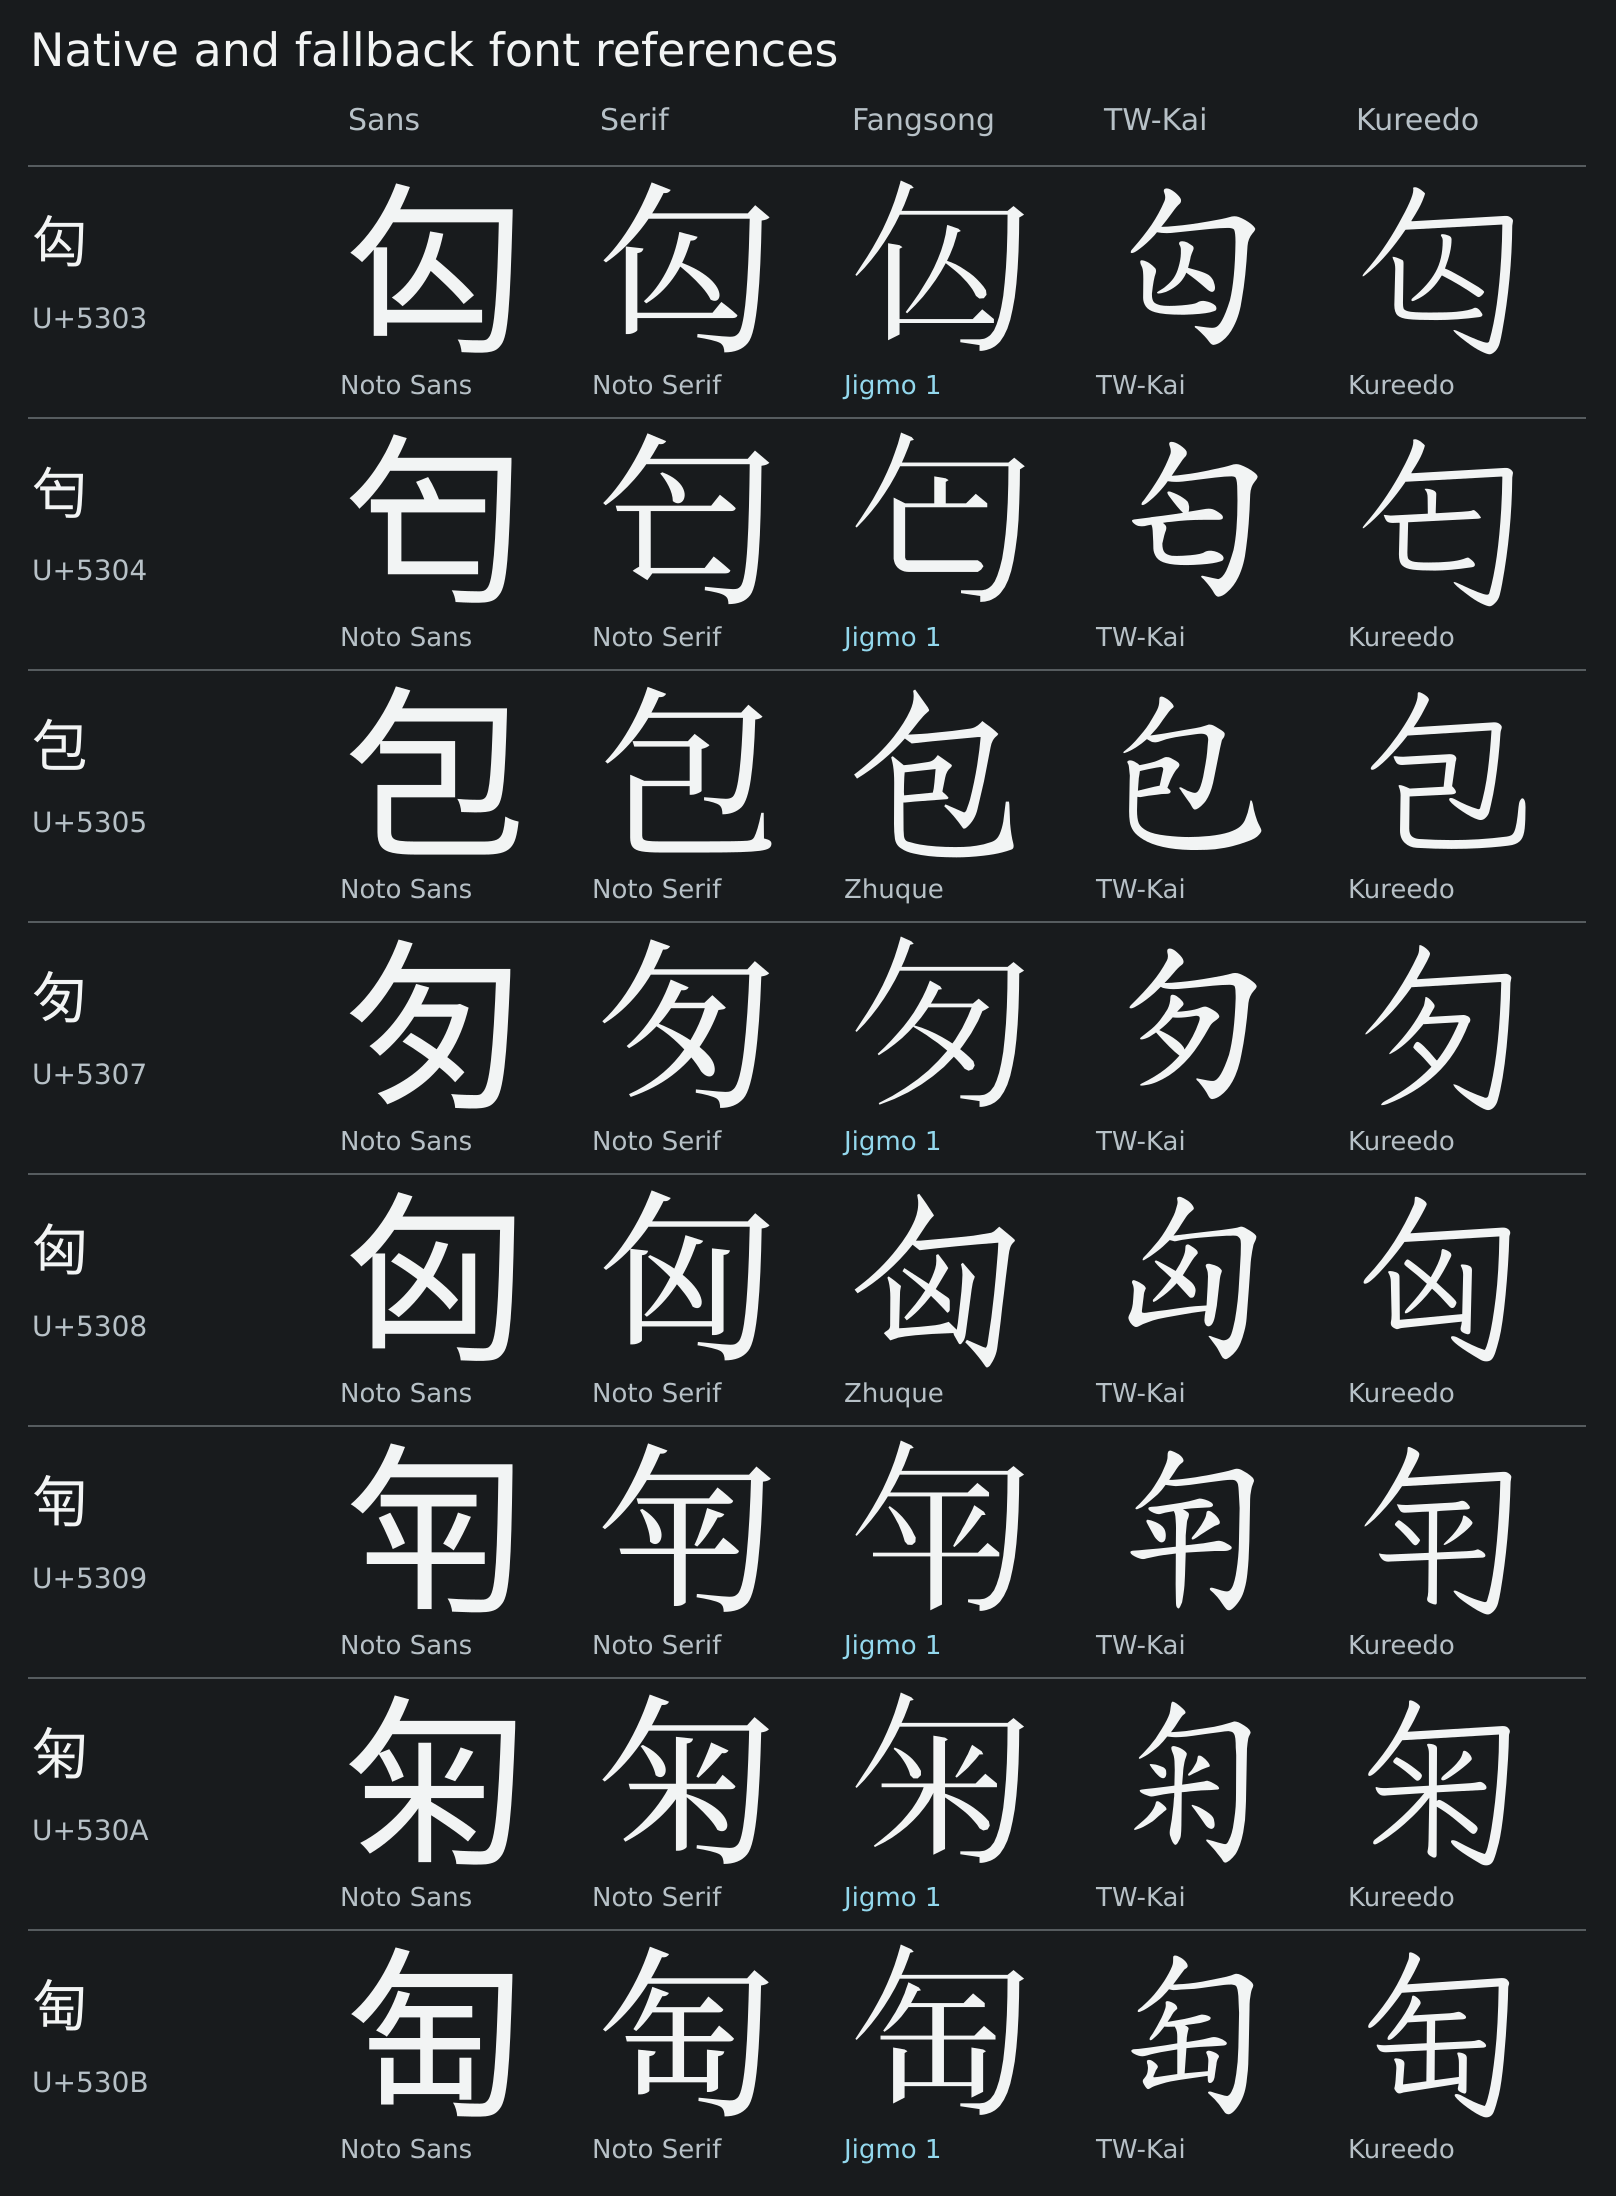 Native and fallback font references
Sans Serif Fangsong TW-Kai Kureedo
匃 匃 匃 匃 匃 匃
U+5303
Noto Sans Noto Serif Jigmo 1 TW-Kai Kureedo
匄 匄 匄 匄 匄 匄
U+5304
Noto Sans Noto Serif Jigmo 1 TW-Kai Kureedo
包 包 包 包 包 包
U+5305
Noto Sans Noto Serif Zhuque TW-Kai Kureedo
匇 匇 匇 匇 匇 匇
U+5307
Noto Sans Noto Serif Jigmo 1 TW-Kai Kureedo
匈 匈 匈 匈 匈 匈
U+5308
Noto Sans Noto Serif Zhuque TW-Kai Kureedo
匉 匉 匉 匉 匉 匉
U+5309
Noto Sans Noto Serif Jigmo 1 TW-Kai Kureedo
匊 匊 匊 匊 匊 匊
U+530A
Noto Sans Noto Serif Jigmo 1 TW-Kai Kureedo
匋 匋 匋 匋 匋 匋
U+530B
Noto Sans Noto Serif Jigmo 1 TW-Kai Kureedo